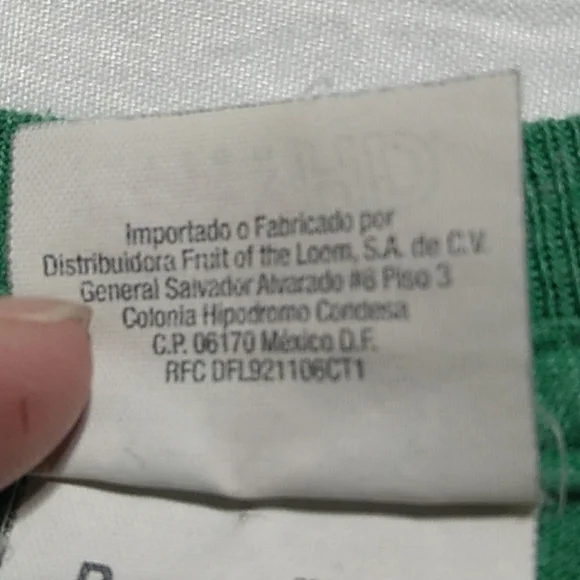 Importado o Fabricado por
Distribuidora Fruit of the Loom, S.A. de C.V.
General Salvador Alvarado #8 Piso 3
Colonia Hipodromo Condesa
C.P. 06170 México D.F.
RFC DFL921106CT1